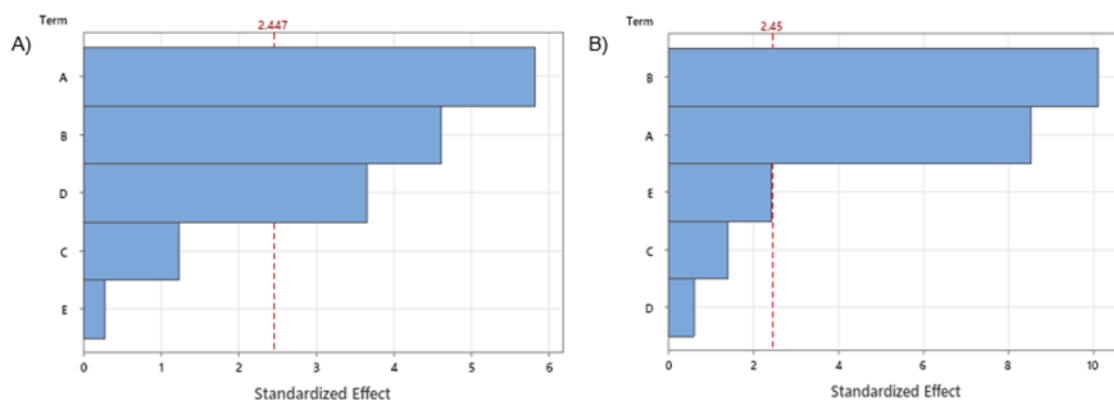 A)
Term
2.447
A
B
D
C
E
0 1 2 3 4 5 6
Standardized Effect
B)
Term
2.45
B
A
E
C
D
0 2 4 6 8 10
Standardized Effect